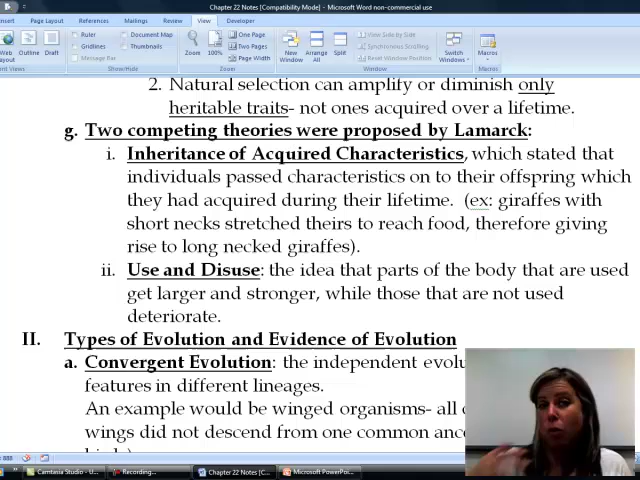 Chapter 22 Notes [Compatibility Mode] - Microsoft Word non-commercial use
Insert Page Layout References Mailings Review View Developer
Web Layout Outline Draft
Ruler Document Map
Gridlines Thumbnails
Message Bar
Show/Hide
Zoom 100% One Page
Two Pages
Page Width
Zoom
New Window Arrange All Split
View Side by Side
Synchronous Scrolling
Reset Window Position
Window
Switch Windows
Macros
Macros
2. Natural selection can amplify or diminish only
heritable traits- not ones acquired over a lifetime.
g. Two competing theories were proposed by Lamarck:
i. Inheritance of Acquired Characteristics, which stated that
individuals passed characteristics on to their offspring which
they had acquired during their lifetime. (ex: giraffes with
short necks stretched theirs to reach food, therefore giving
rise to long necked giraffes).
ii. Use and Disuse: the idea that parts of the body that are used
get larger and stronger, while those that are not used
deteriorate.
II. Types of Evolution and Evidence of Evolution
a. Convergent Evolution: the independent evolu
features in different lineages.
An example would be winged organisms- all
wings did not descend from one common ance
: 888
Camtasia Studio - U... Recording... Chapter 22 Notes [C... Microsoft PowerPoi...